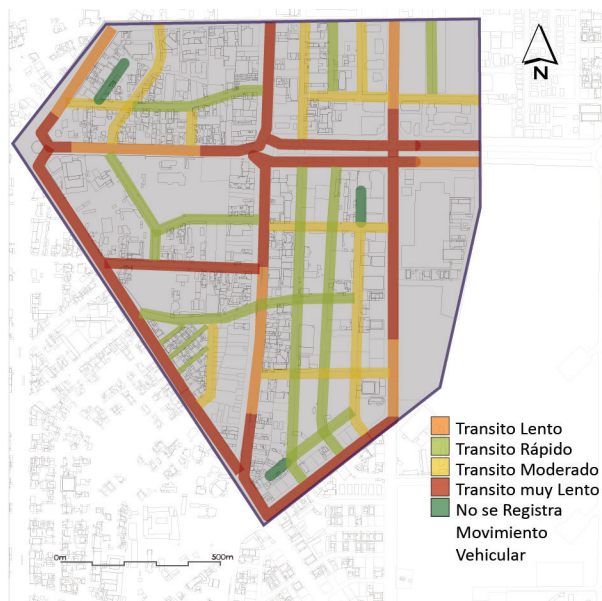 N
Transito Lento
Transito Rápido
Transito Moderado
Transito muy Lento
No se Registra
Movimiento
Vehicular
0m 500m